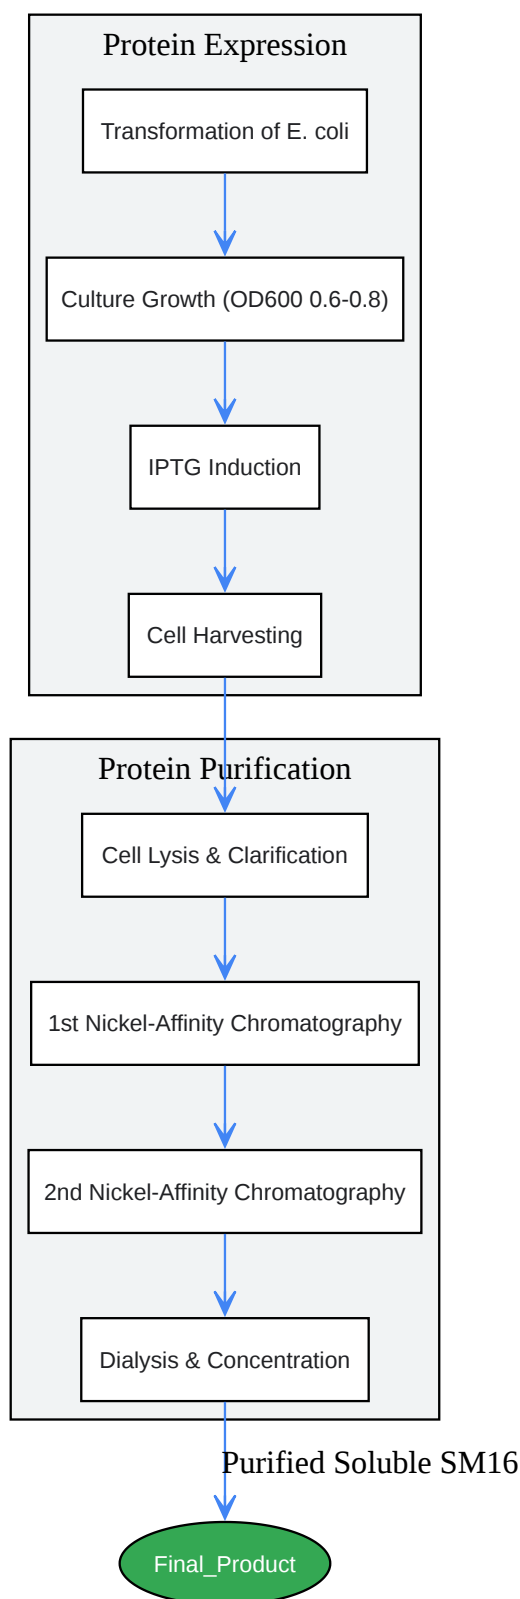 Protein Expression
Transformation of E. coli
Culture Growth (OD600 0.6-0.8)
IPTG Induction
Cell Harvesting
Protein Purification
Cell Lysis & Clarification
1st Nickel-Affinity Chromatography
2nd Nickel-Affinity Chromatography
Dialysis & Concentration
Purified Soluble SM16
Final_Product